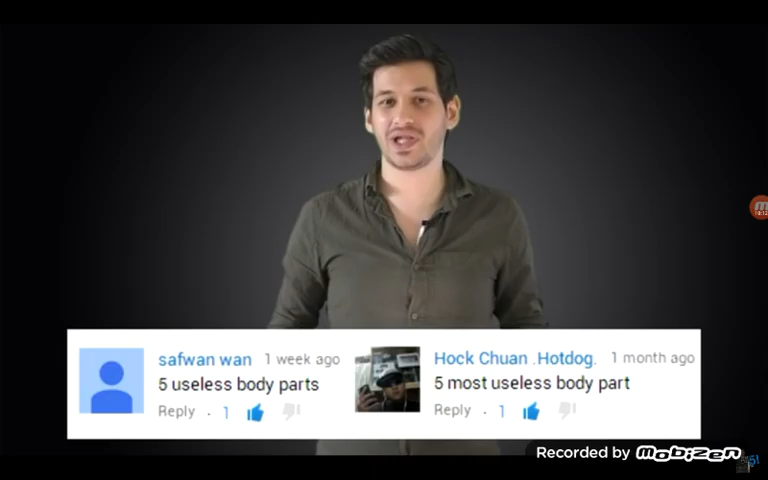 safwan wan 1 week ago
5 useless body parts
Reply . 1
Hock Chuan .Hotdog. 1 month ago
5 most useless body part
Reply . 1
Recorded by mobizen